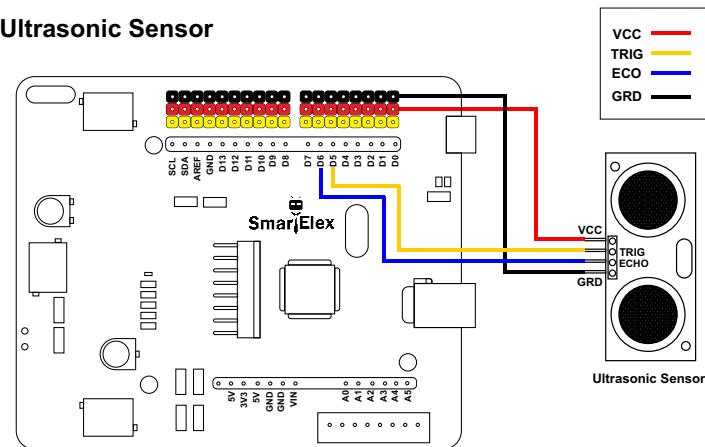 Ultrasonic Sensor
VCC
TRIG
ECO
GRD
SCL
SDA
AREF
GND
D13
D12
D11
D10
D9
D8
D7
D6
D5
D4
D3
D2
D1
D0
SmarElex
VCC
TRIG
ECHO
GRD
Ultrasonic Sensor
5V
3V3
5V
GND
GND
VIN
A0
A1
A2
A3
A4
A5